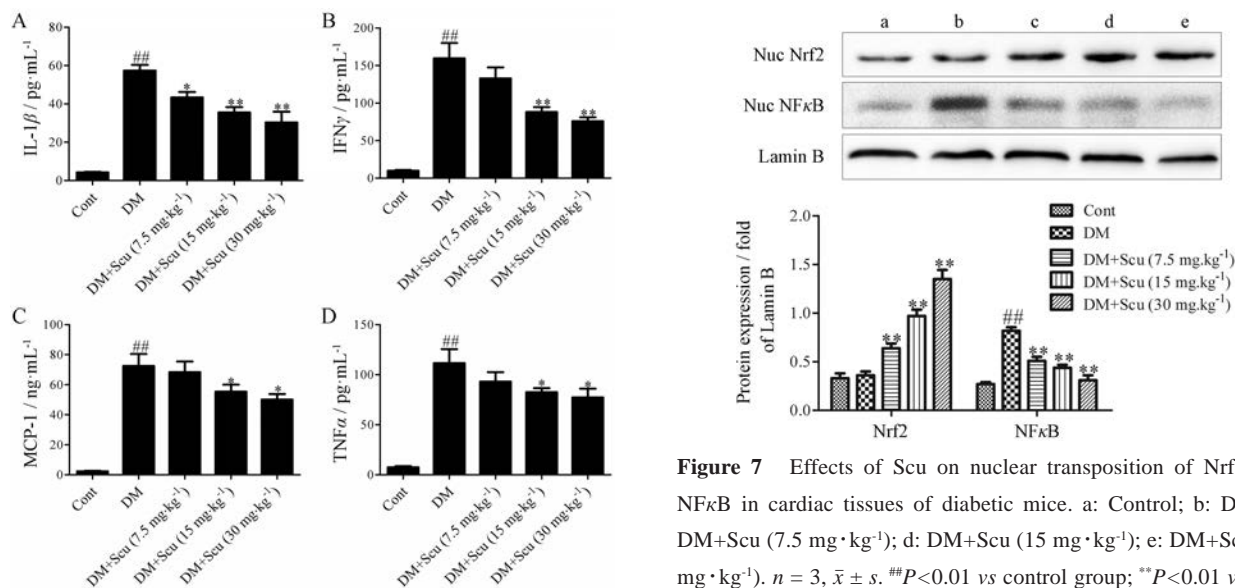 A
IL-1β / pg·mL⁻¹
80
60
40
20
0
##
*
**
**
Cont
DM
DM+Scu (7.5 mg·kg⁻¹)
DM+Scu (15 mg·kg⁻¹)
DM+Scu (30 mg·kg⁻¹)
B
IFNγ / pg·mL⁻¹
200
150
100
50
0
##
**
**
Cont
DM
DM+Scu (7.5 mg·kg⁻¹)
DM+Scu (15 mg·kg⁻¹)
DM+Scu (30 mg·kg⁻¹)
C
MCP-1 / ng·mL⁻¹
100
80
60
40
20
0
##
*
*
Cont
DM
DM+Scu (7.5 mg·kg⁻¹)
DM+Scu (15 mg·kg⁻¹)
DM+Scu (30 mg·kg⁻¹)
D
TNFα / pg·mL⁻¹
150
100
50
0
##
*
*
Cont
DM
DM+Scu (7.5 mg·kg⁻¹)
DM+Scu (15 mg·kg⁻¹)
DM+Scu (30 mg·kg⁻¹)
a b c d e
Nuc Nrf2
Nuc NFκB
Lamin B
Protein expression / fold
of Lamin B
2.0
1.5
1.0
0.5
0.0
Cont
DM
DM+Scu (7.5 mg.kg⁻¹)
DM+Scu (15 mg.kg⁻¹)
DM+Scu (30 mg.kg⁻¹)
**
**
**
##
**
**
**
Nrf2
NFκB
Figure 7 Effects of Scu on nuclear transposition of Nrf
NFκB in cardiac tissues of diabetic mice. a: Control; b: D
DM+Scu (7.5 mg·kg⁻¹); d: DM+Scu (15 mg·kg⁻¹); e: DM+Sc
mg·kg⁻¹). n = 3, x̄ ± s. ##P<0.01 vs control group; **P<0.01 v